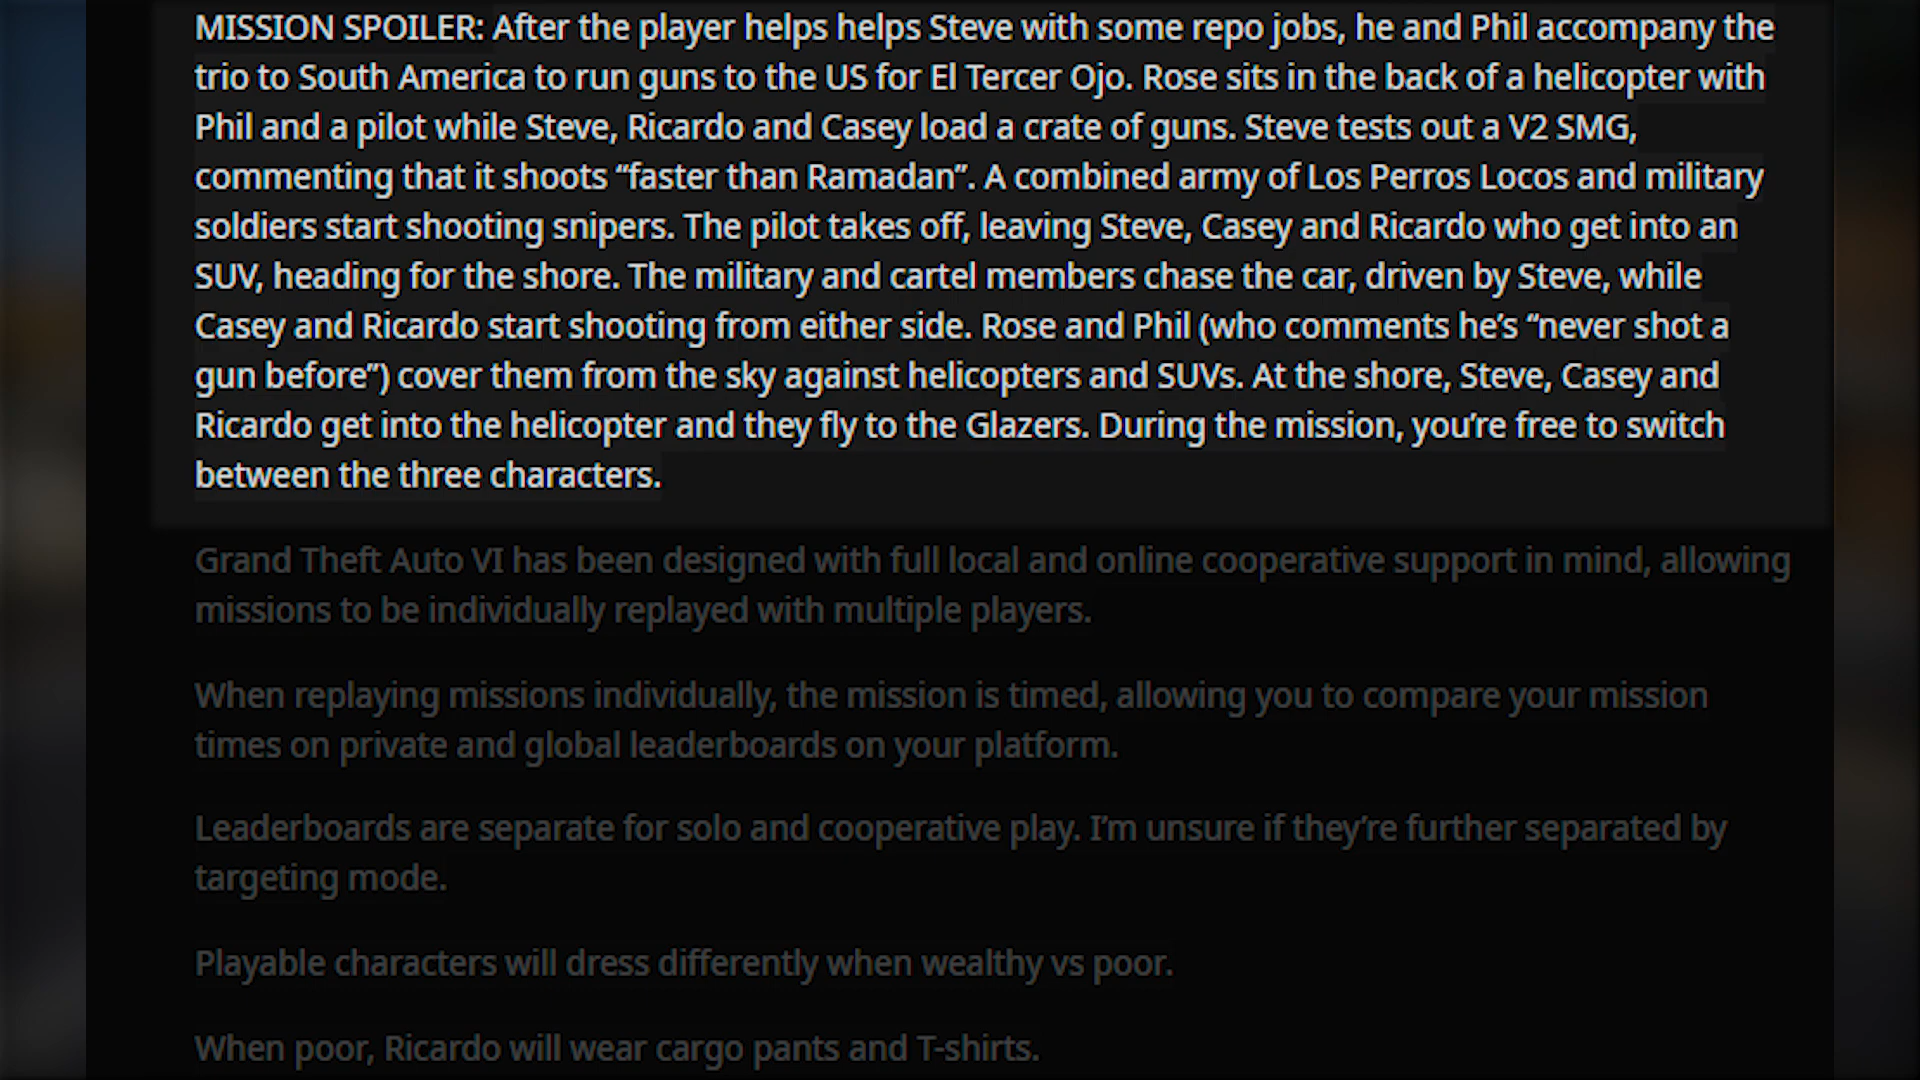 MISSION SPOILER: After the player helps helps Steve with some repo jobs, he and Phil accompany the
trio to South America to run guns to the US for El Tercer Ojo. Rose sits in the back of a helicopter with
Phil and a pilot while Steve, Ricardo and Casey load a crate of guns. Steve tests out a V2 SMG,
commenting that it shoots “faster than Ramadan”. A combined army of Los Perros Locos and military
soldiers start shooting snipers. The pilot takes off, leaving Steve, Casey and Ricardo who get into an
SUV, heading for the shore. The military and cartel members chase the car, driven by Steve, while
Casey and Ricardo start shooting from either side. Rose and Phil (who comments he’s “never shot a
gun before”) cover them from the sky against helicopters and SUVs. At the shore, Steve, Casey and
Ricardo get into the helicopter and they fly to the Glazers. During the mission, you’re free to switch
between the three characters.
Grand Theft Auto VI has been designed with full local and online cooperative support in mind, allowing
missions to be individually replayed with multiple players.
When replaying missions individually, the mission is timed, allowing you to compare your mission
times on private and global leaderboards on your platform.
Leaderboards are separate for solo and cooperative play. I’m unsure if they’re further separated by
targeting mode.
Playable characters will dress differently when wealthy vs poor.
When poor, Ricardo will wear cargo pants and T-shirts.